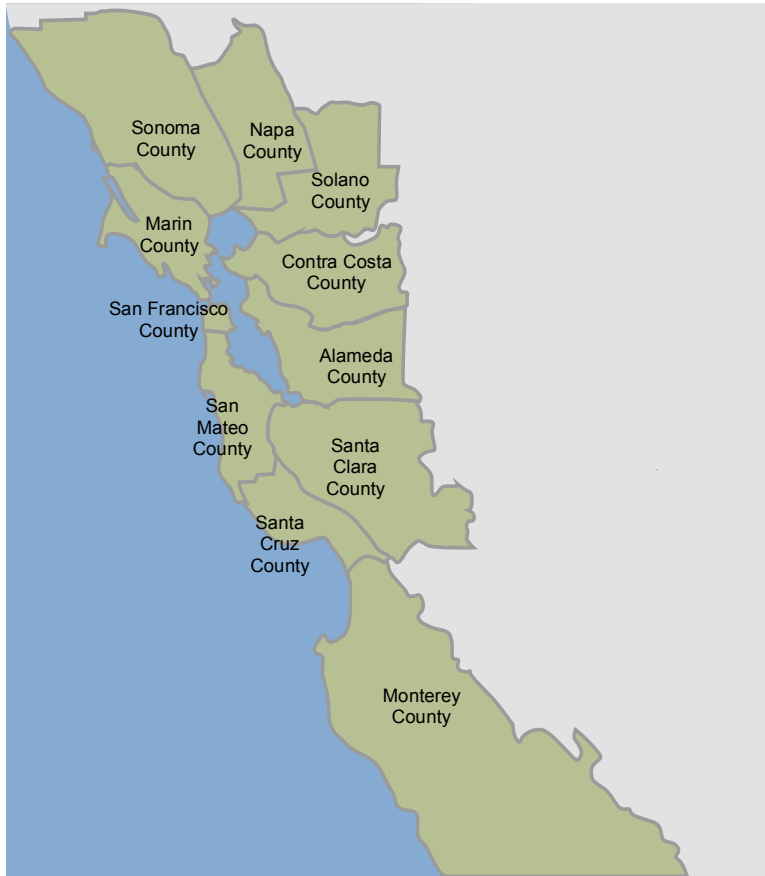 Sonoma
County
Napa
County
Solano
County
Marin
County
Contra Costa
County
San Francisco
County
Alameda
County
San
Mateo
County
Santa
Clara
County
Santa
Cruz
County
Monterey
County